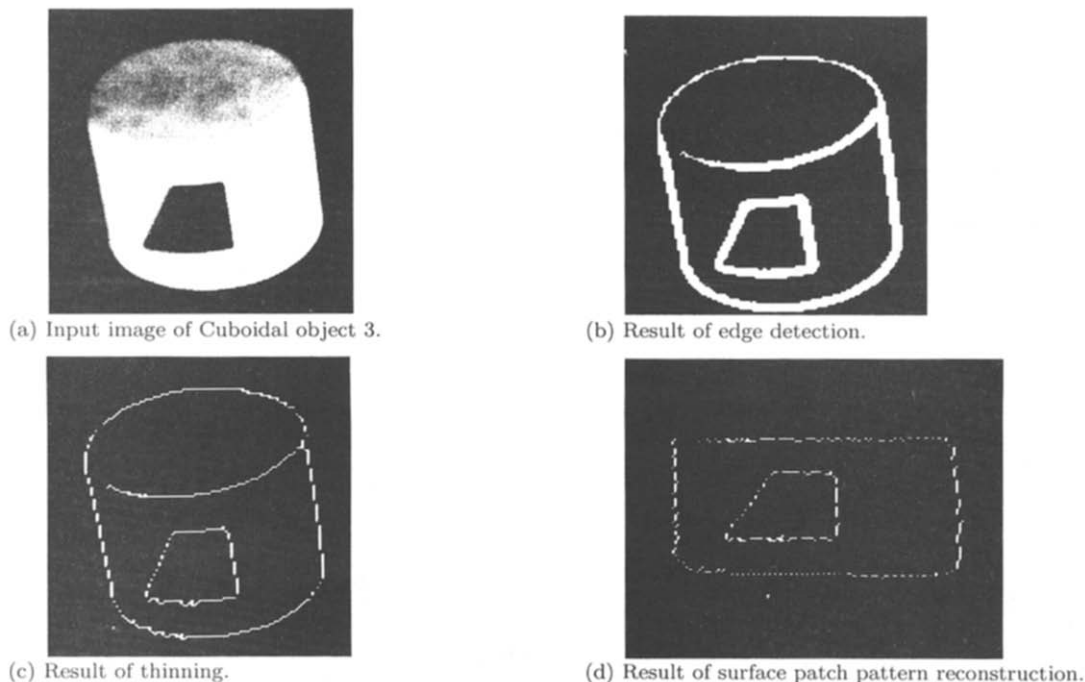 (a) Input image of Cuboidal object 3.
(b) Result of edge detection.
(c) Result of thinning.
(d) Result of surface patch pattern reconstruction.